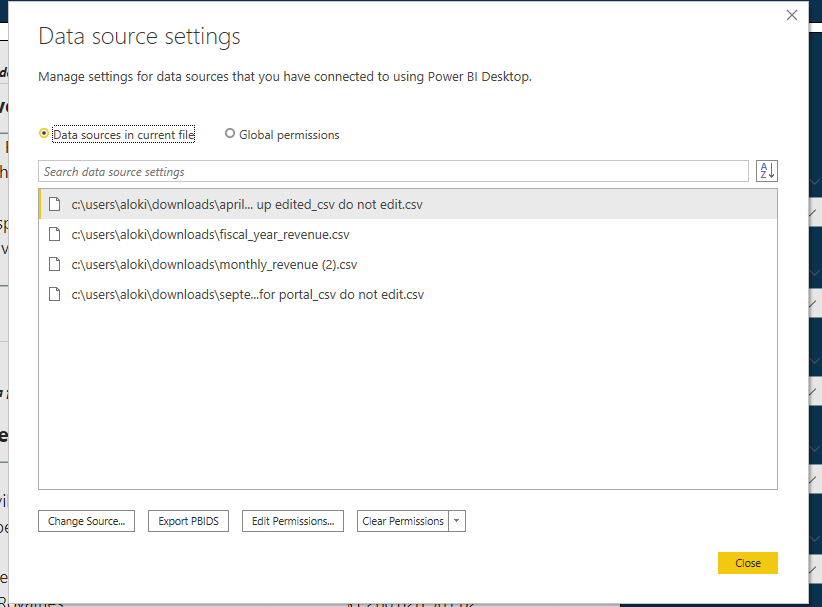 Data source settings
Manage settings for data sources that you have connected to using Power BI Desktop.
Data sources in current file Global permissions
Search data source settings
c:\users\aloki\downloads\april... up edited_csv do not edit.csv
c:\users\aloki\downloads\fiscal_year_revenue.csv
c:\users\aloki\downloads\monthly_revenue (2).csv
c:\users\aloki\downloads\septe...for portal_csv do not edit.csv
Change Source... Export PBIDS Edit Permissions... Clear Permissions
Close